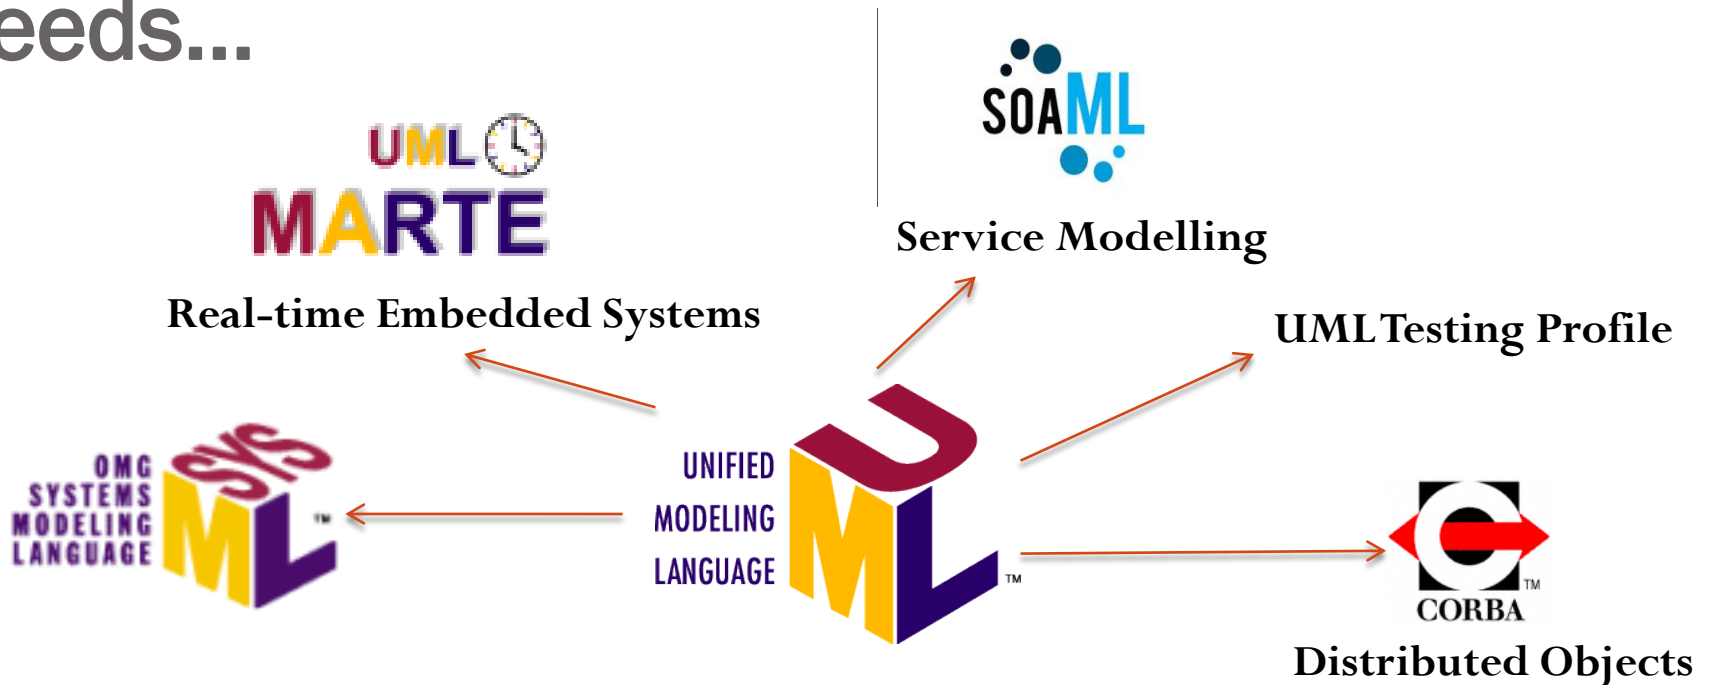 eeds...
SOAML
UML
MARTE
Service Modelling
Real-time Embedded Systems
UML Testing Profile
OMG
SYSTEMS
MODELING
LANGUAGE
SYS
ML
TM
UNIFIED
MODELING
LANGUAGE
U
ML
TM
C
TM
CORBA
Distributed Objects